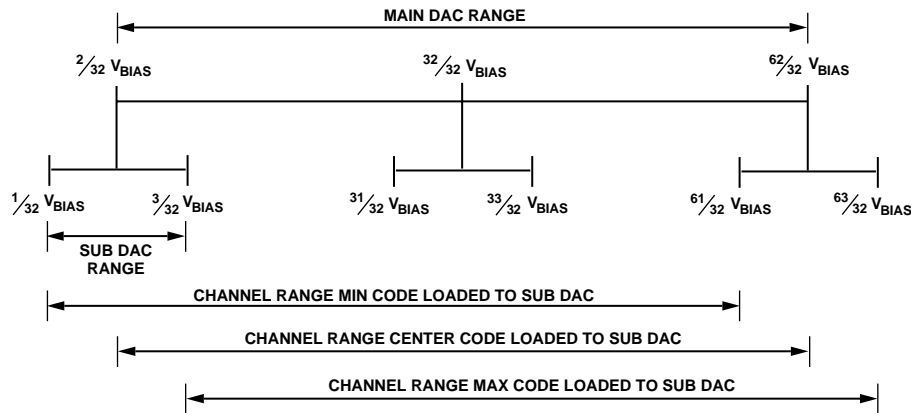 MAIN DAC RANGE
2/32 VBIAS
32/32 VBIAS
62/32 VBIAS
1/32 VBIAS
3/32 VBIAS
31/32 VBIAS
33/32 VBIAS
61/32 VBIAS
63/32 VBIAS
SUB DAC
RANGE
CHANNEL RANGE MIN CODE LOADED TO SUB DAC
CHANNEL RANGE CENTER CODE LOADED TO SUB DAC
CHANNEL RANGE MAX CODE LOADED TO SUB DAC